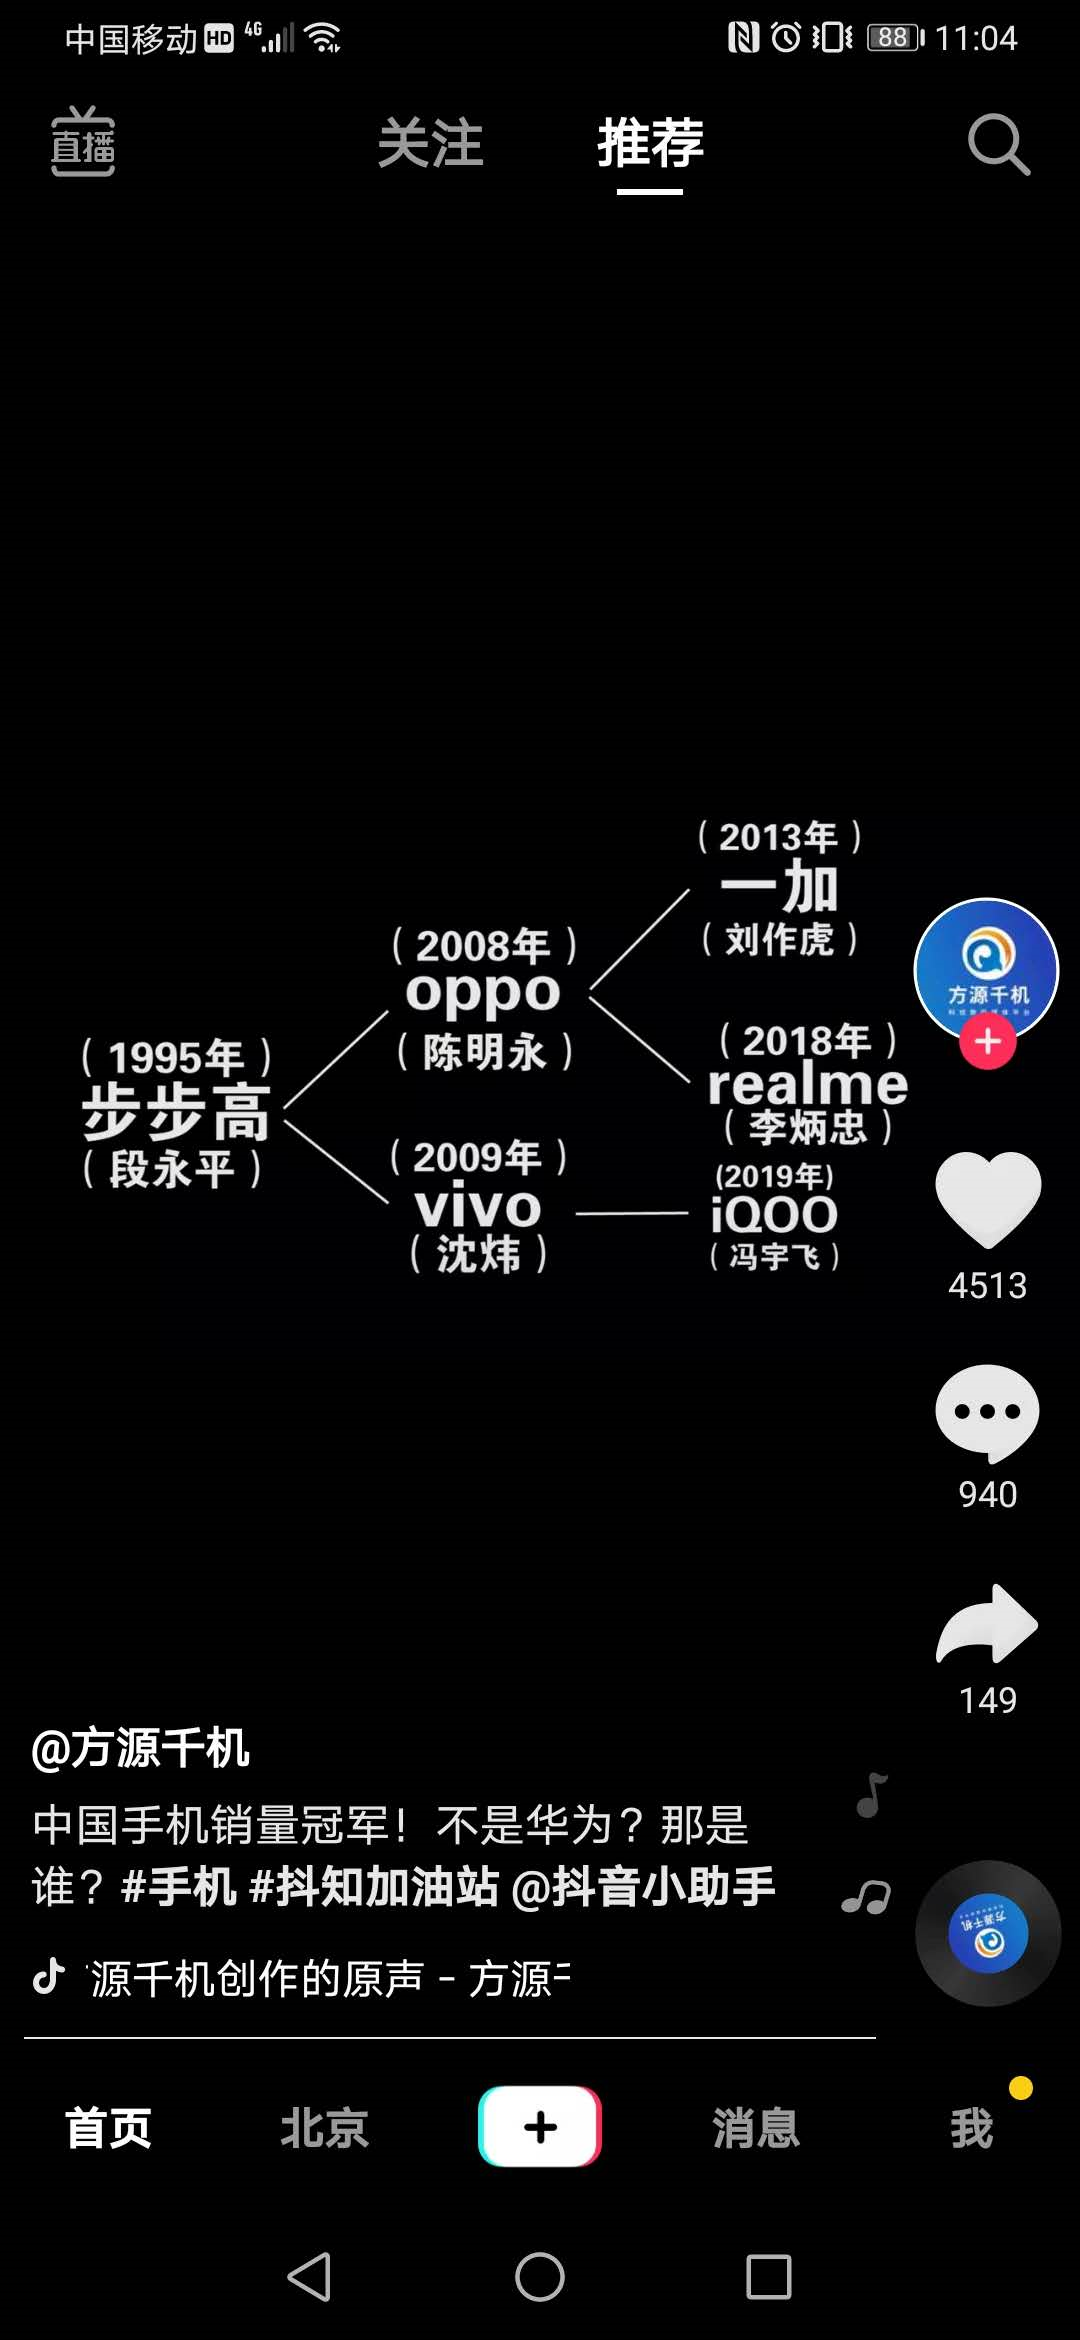 中国移动 HD 4G 88 11:04
直播 关注 推荐
（2013年）
一加
（刘作虎）
（2008年）
oppo
（陈明永）
（1995年）
步步高
（段永平）
（2018年）
realme
（李炳忠）
（2009年）
vivo
（沈炜）
(2019年)
iQOO
（冯宇飞）
方源千机
4513
940
149
@方源千机
中国手机销量冠军！不是华为？那是
谁？#手机 #抖知加油站 @抖音小助手
源千机创作的原声 - 方源
方源千机
首页 北京 消息 我